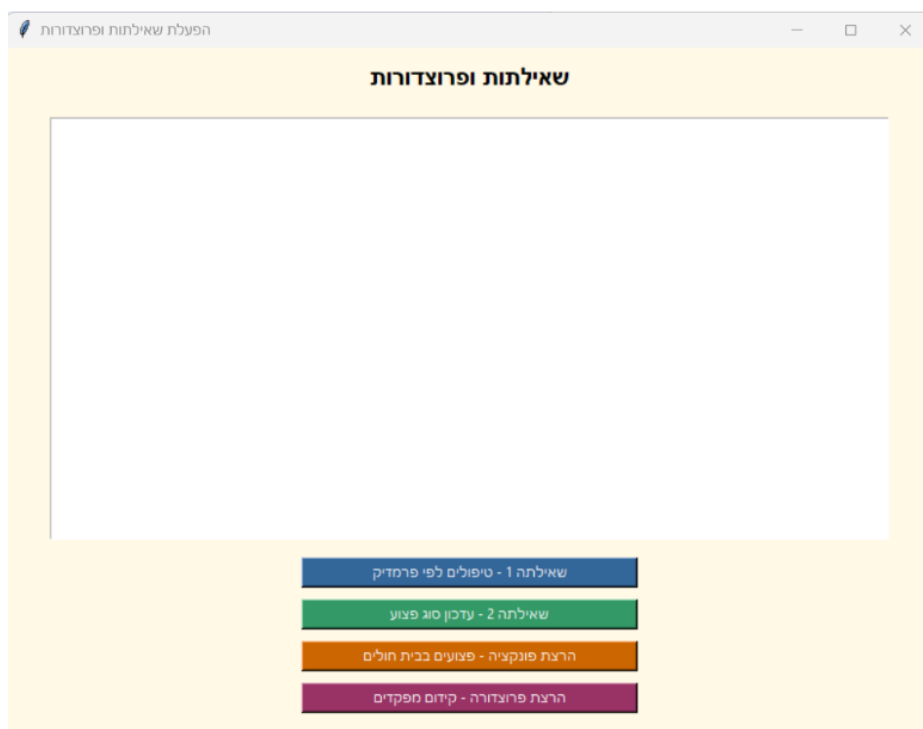 הפעלת שאילתות ופרוצדורות
שאילתות ופרוצדורות
שאילתה 1 - טיפולים לפי פרמדיק
שאילתה 2 - עדכון סוג פצוע
הרצת פונקציה - פצועים בבית חולים
הרצת פרוצדורה - קידום מפקדים